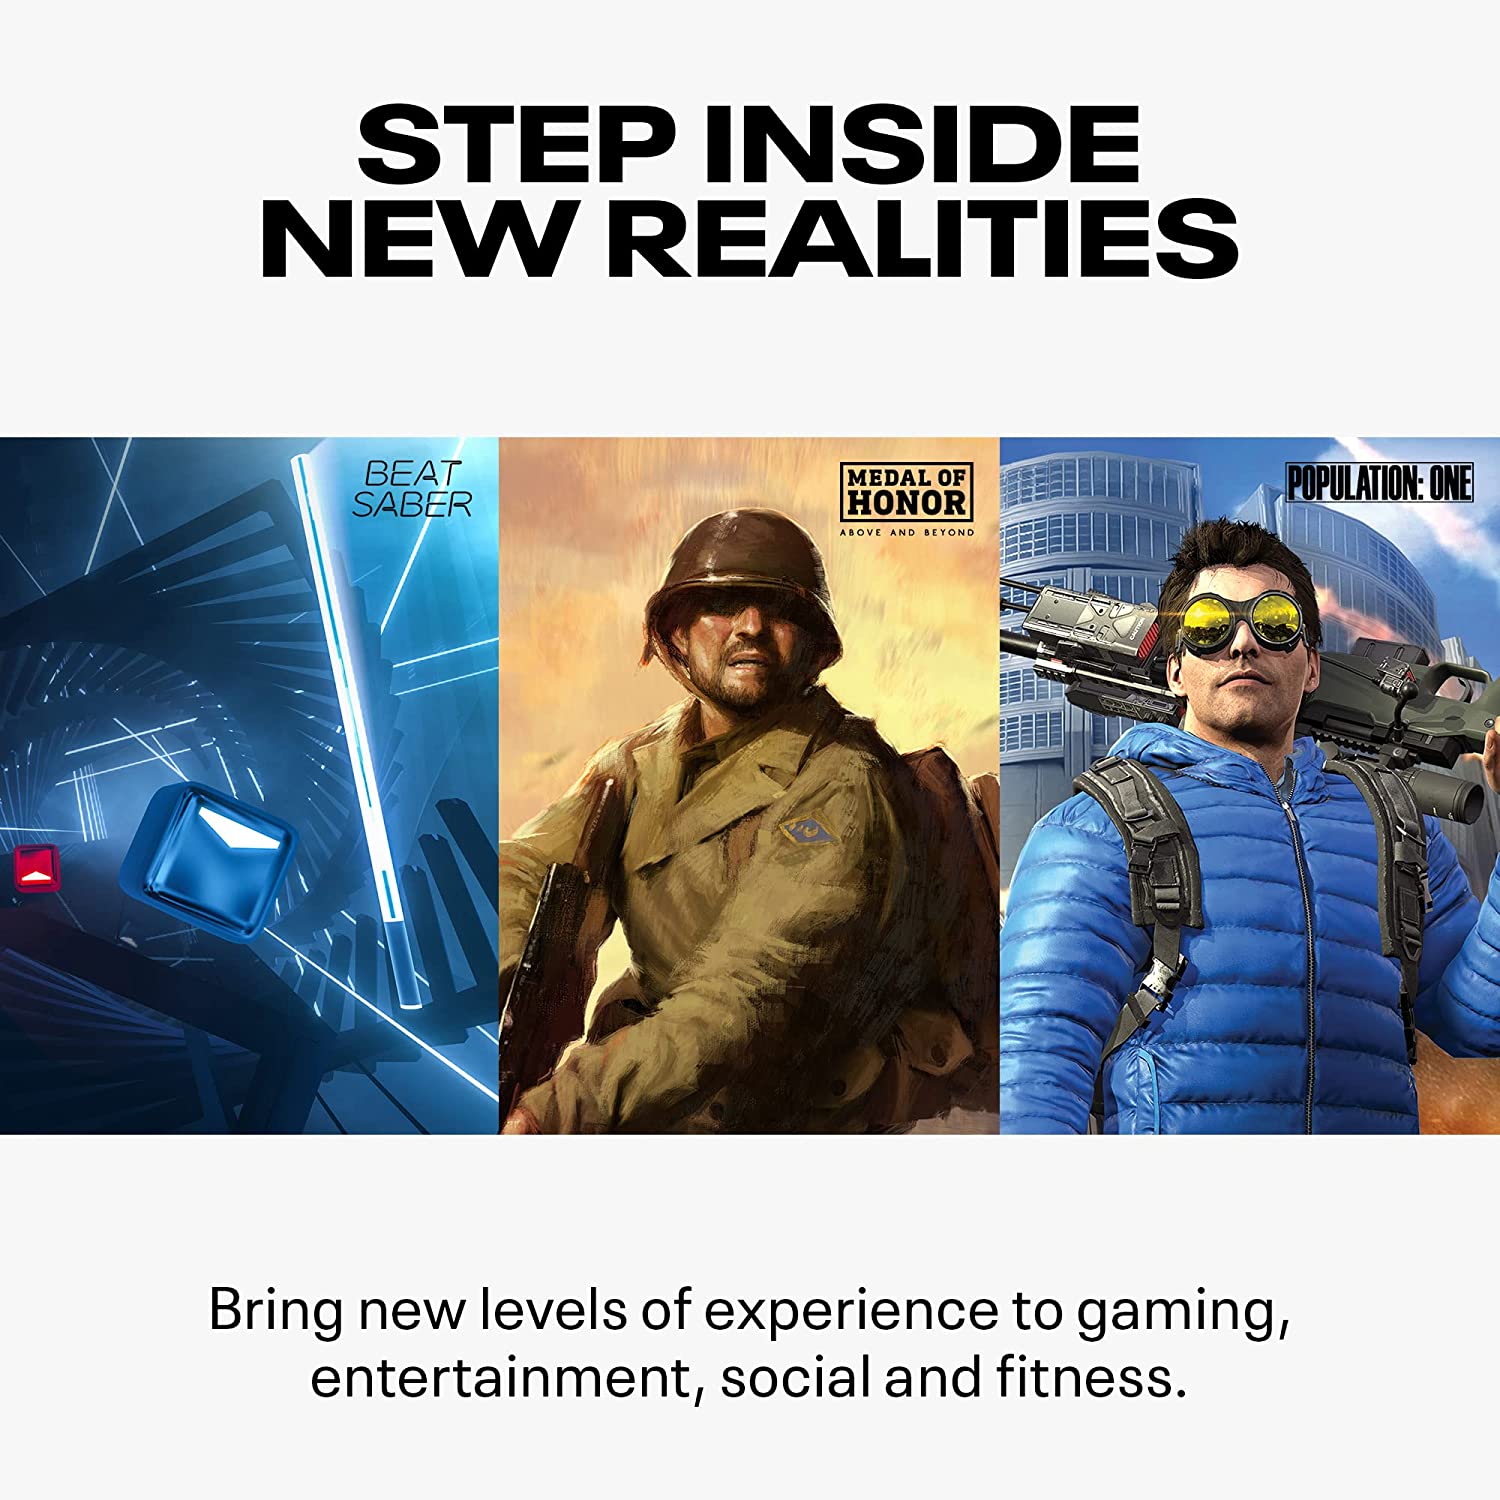 STEP INSIDE
NEW REALITIES
BEAT
SABER
MEDAL OF
HONOR
ABOVE AND BEYOND
POPULATION: ONE
Bring new levels of experience to gaming,
entertainment, social and fitness.